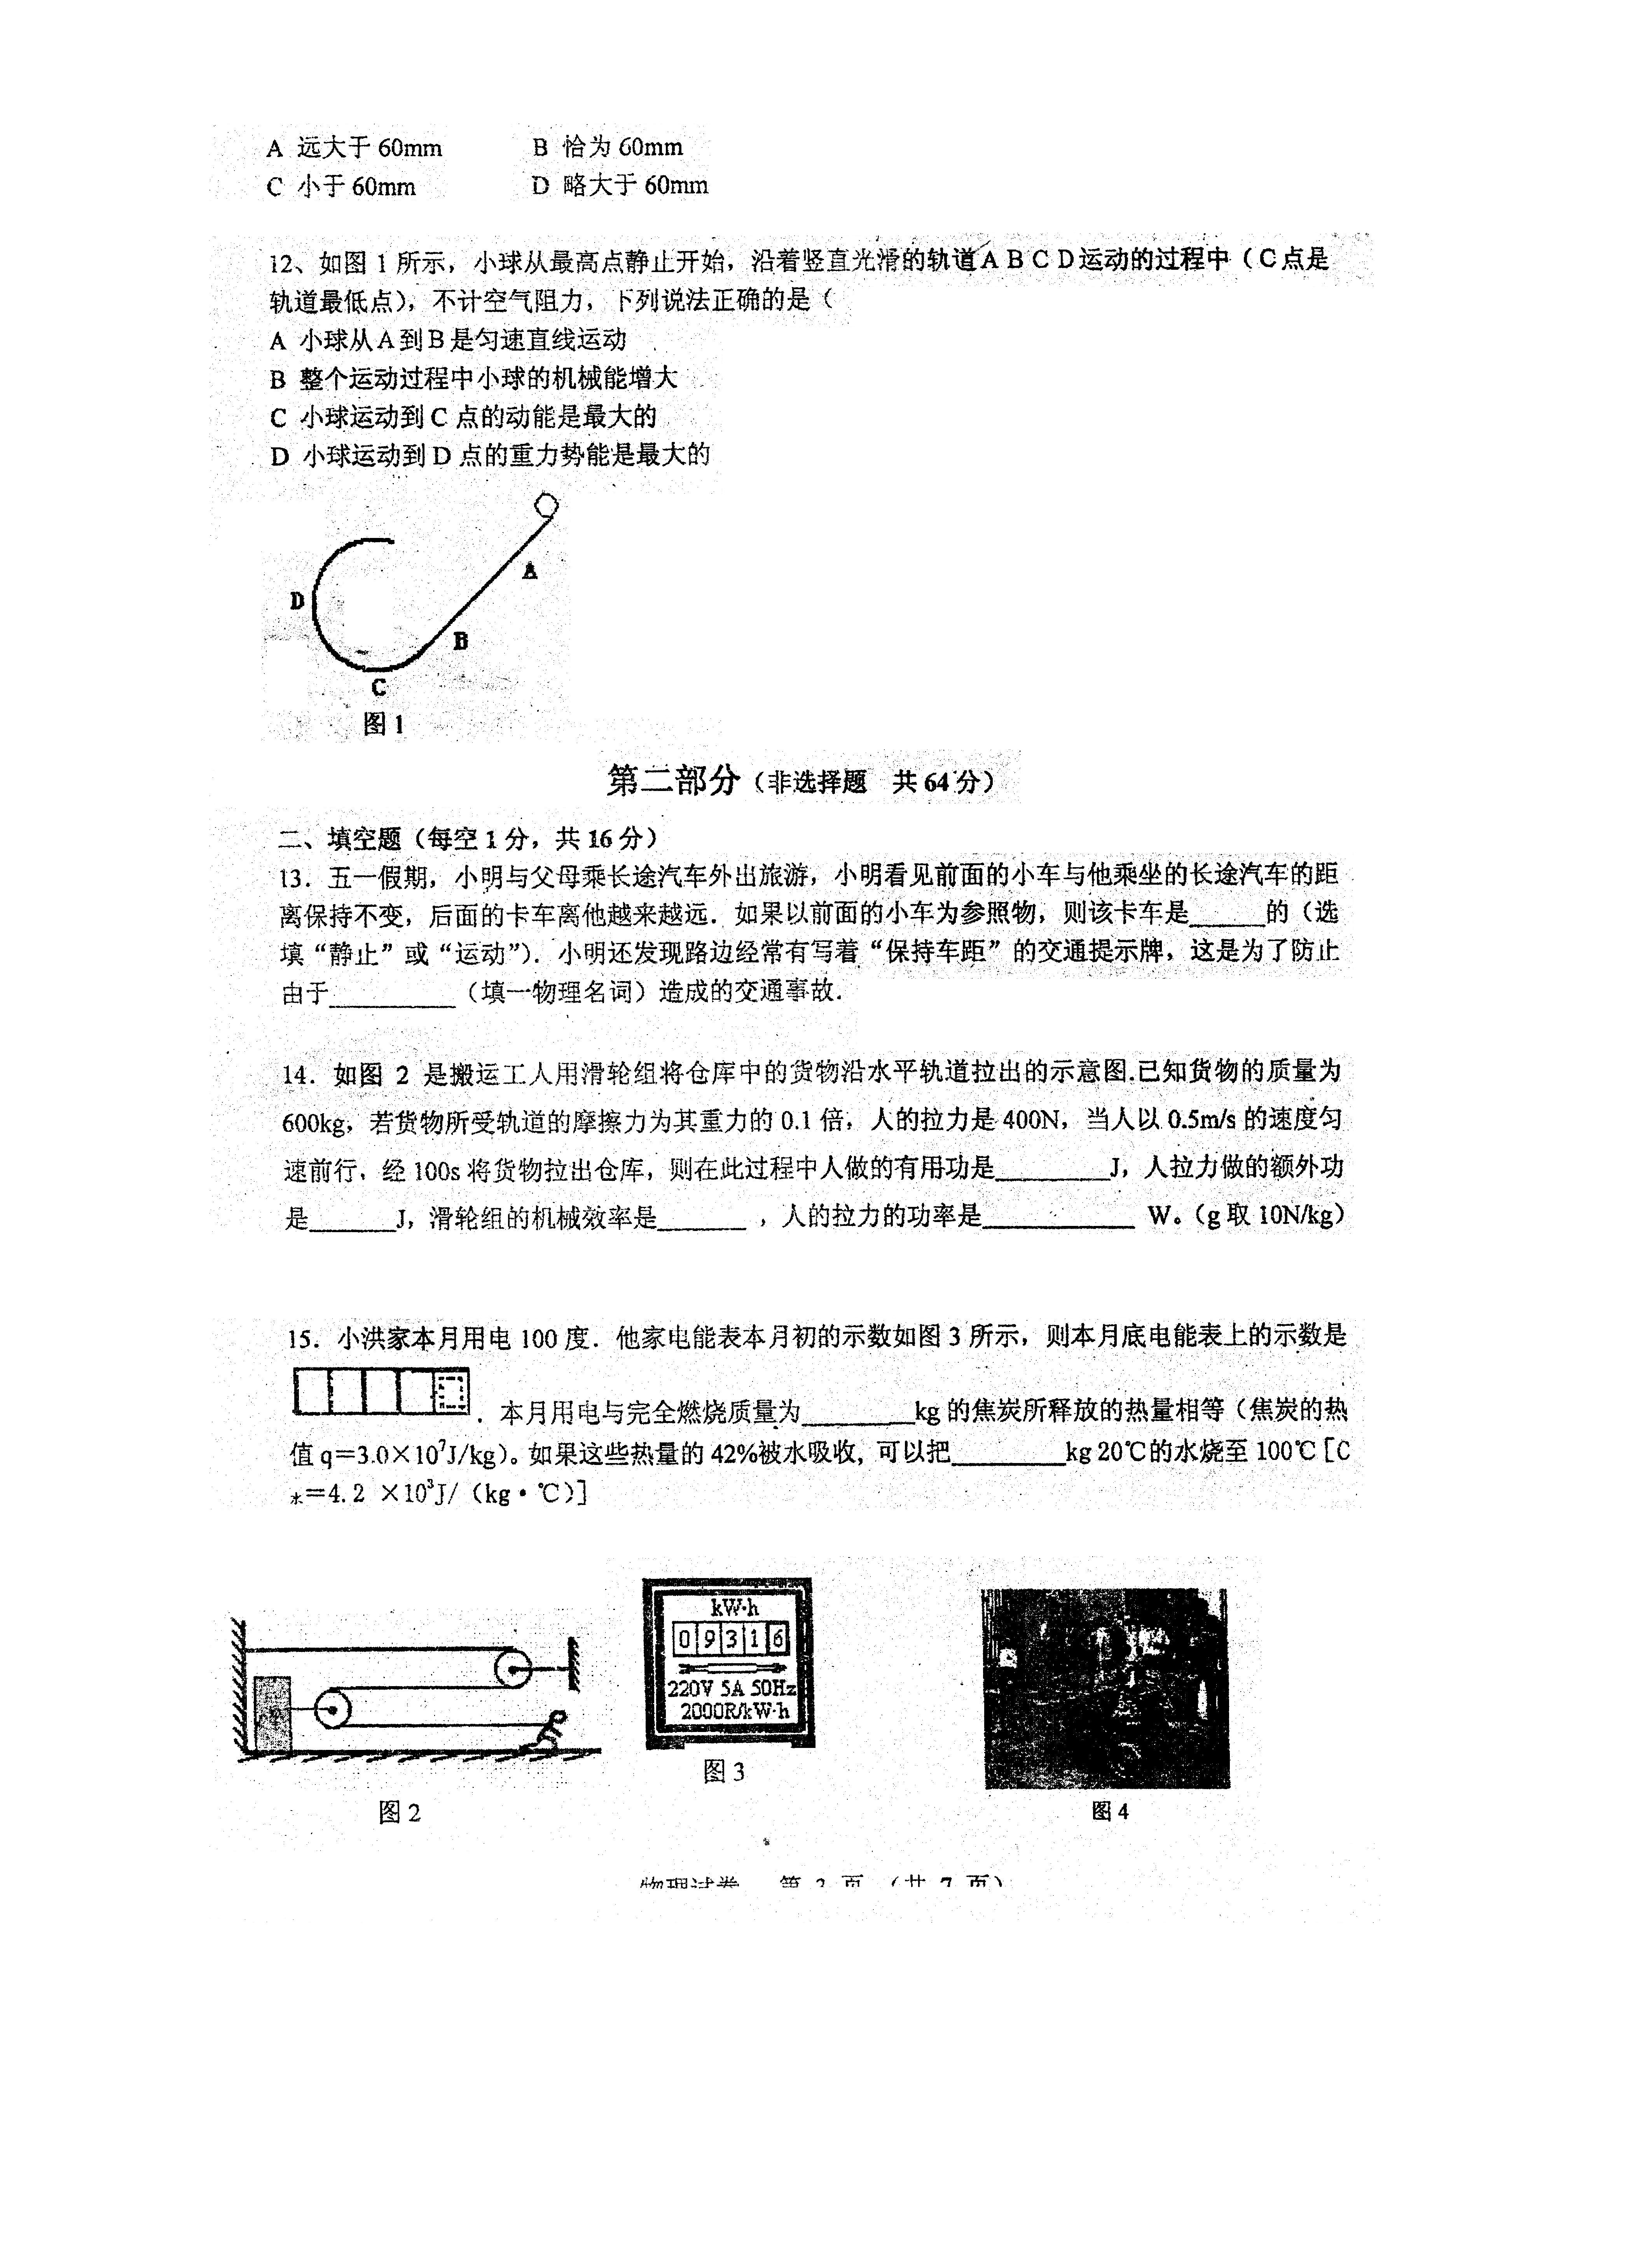 A 远大于 60mm B 恰为 60mm
C 小于 60mm D 略大于 60mm
12、如图 1 所示，小球从最高点静止开始，沿着竖直光滑的轨道A B C D运动的过程中（C点是
轨道最低点），不计空气阻力，下列说法正确的是（
A 小球从A到B是匀速直线运动
B 整个运动过程中小球的机械能增大
C 小球运动到C 点的动能是最大的
D 小球运动到D 点的重力势能是最大的
A
D
B
C
图 1
第二部分（非选择题 共 64 分）
二、填空题（每空 1 分，共 16 分）
13．五一假期，小明与父母乘长途汽车外出旅游，小明看见前面的小车与他乘坐的长途汽车的距
离保持不变，后面的卡车离他越来越远．如果以前面的小车为参照物，则该卡车是______的（选
填“静止”或“运动”）．小明还发现路边经常有写着“保持车距”的交通提示牌，这是为了防止
由于__________（填一物理名词）造成的交通事故．
14．如图 2 是搬运工人用滑轮组将仓库中的货物沿水平轨道拉出的示意图.已知货物的质量为
600kg，若货物所受轨道的摩擦力为其重力的 0.1 倍，人的拉力是 400N，当人以 0.5m/s 的速度匀
速前行，经 100s 将货物拉出仓库，则在此过程中人做的有用功是_________J，人拉力做的额外功
是_______J，滑轮组的机械效率是_______，人的拉力的功率是____________ W。（g 取 10N/kg）
15．小洪家本月用电 100 度．他家电能表本月初的示数如图 3 所示，则本月底电能表上的示数是
．本月用电与完全燃烧质量为_________kg 的焦炭所释放的热量相等（焦炭的热
值 q＝3.0×10⁷J/kg）。如果这些热量的 42%被水吸收，可以把_________kg 20℃的水烧至 100℃［C
水＝4.2 ×10³J/（kg·℃）］
kW·h
0 9 3 1 6
220V 5A 50Hz
2000R/kW·h
图 2
图 3
图 4
物理试卷 第 2 页 （共 7 页）